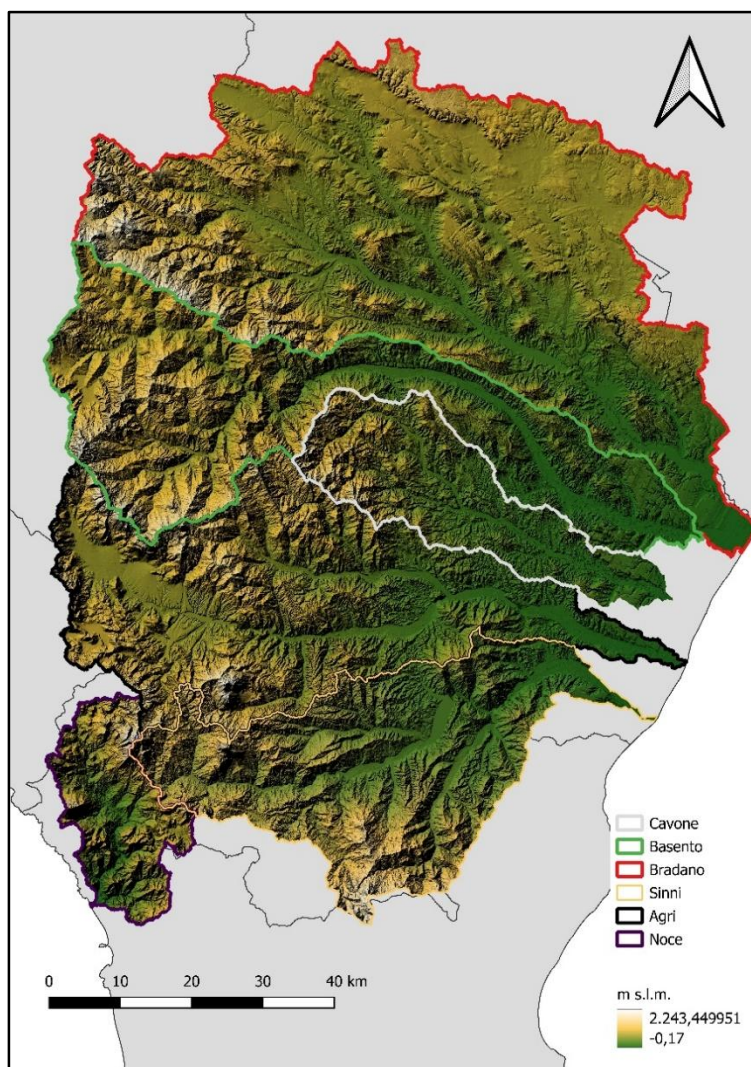 Cavone
Basento
Bradano
Sinni
Agri
Noce
0 10 20 30 40 km
m s.l.m.
2.243,449951
-0,17